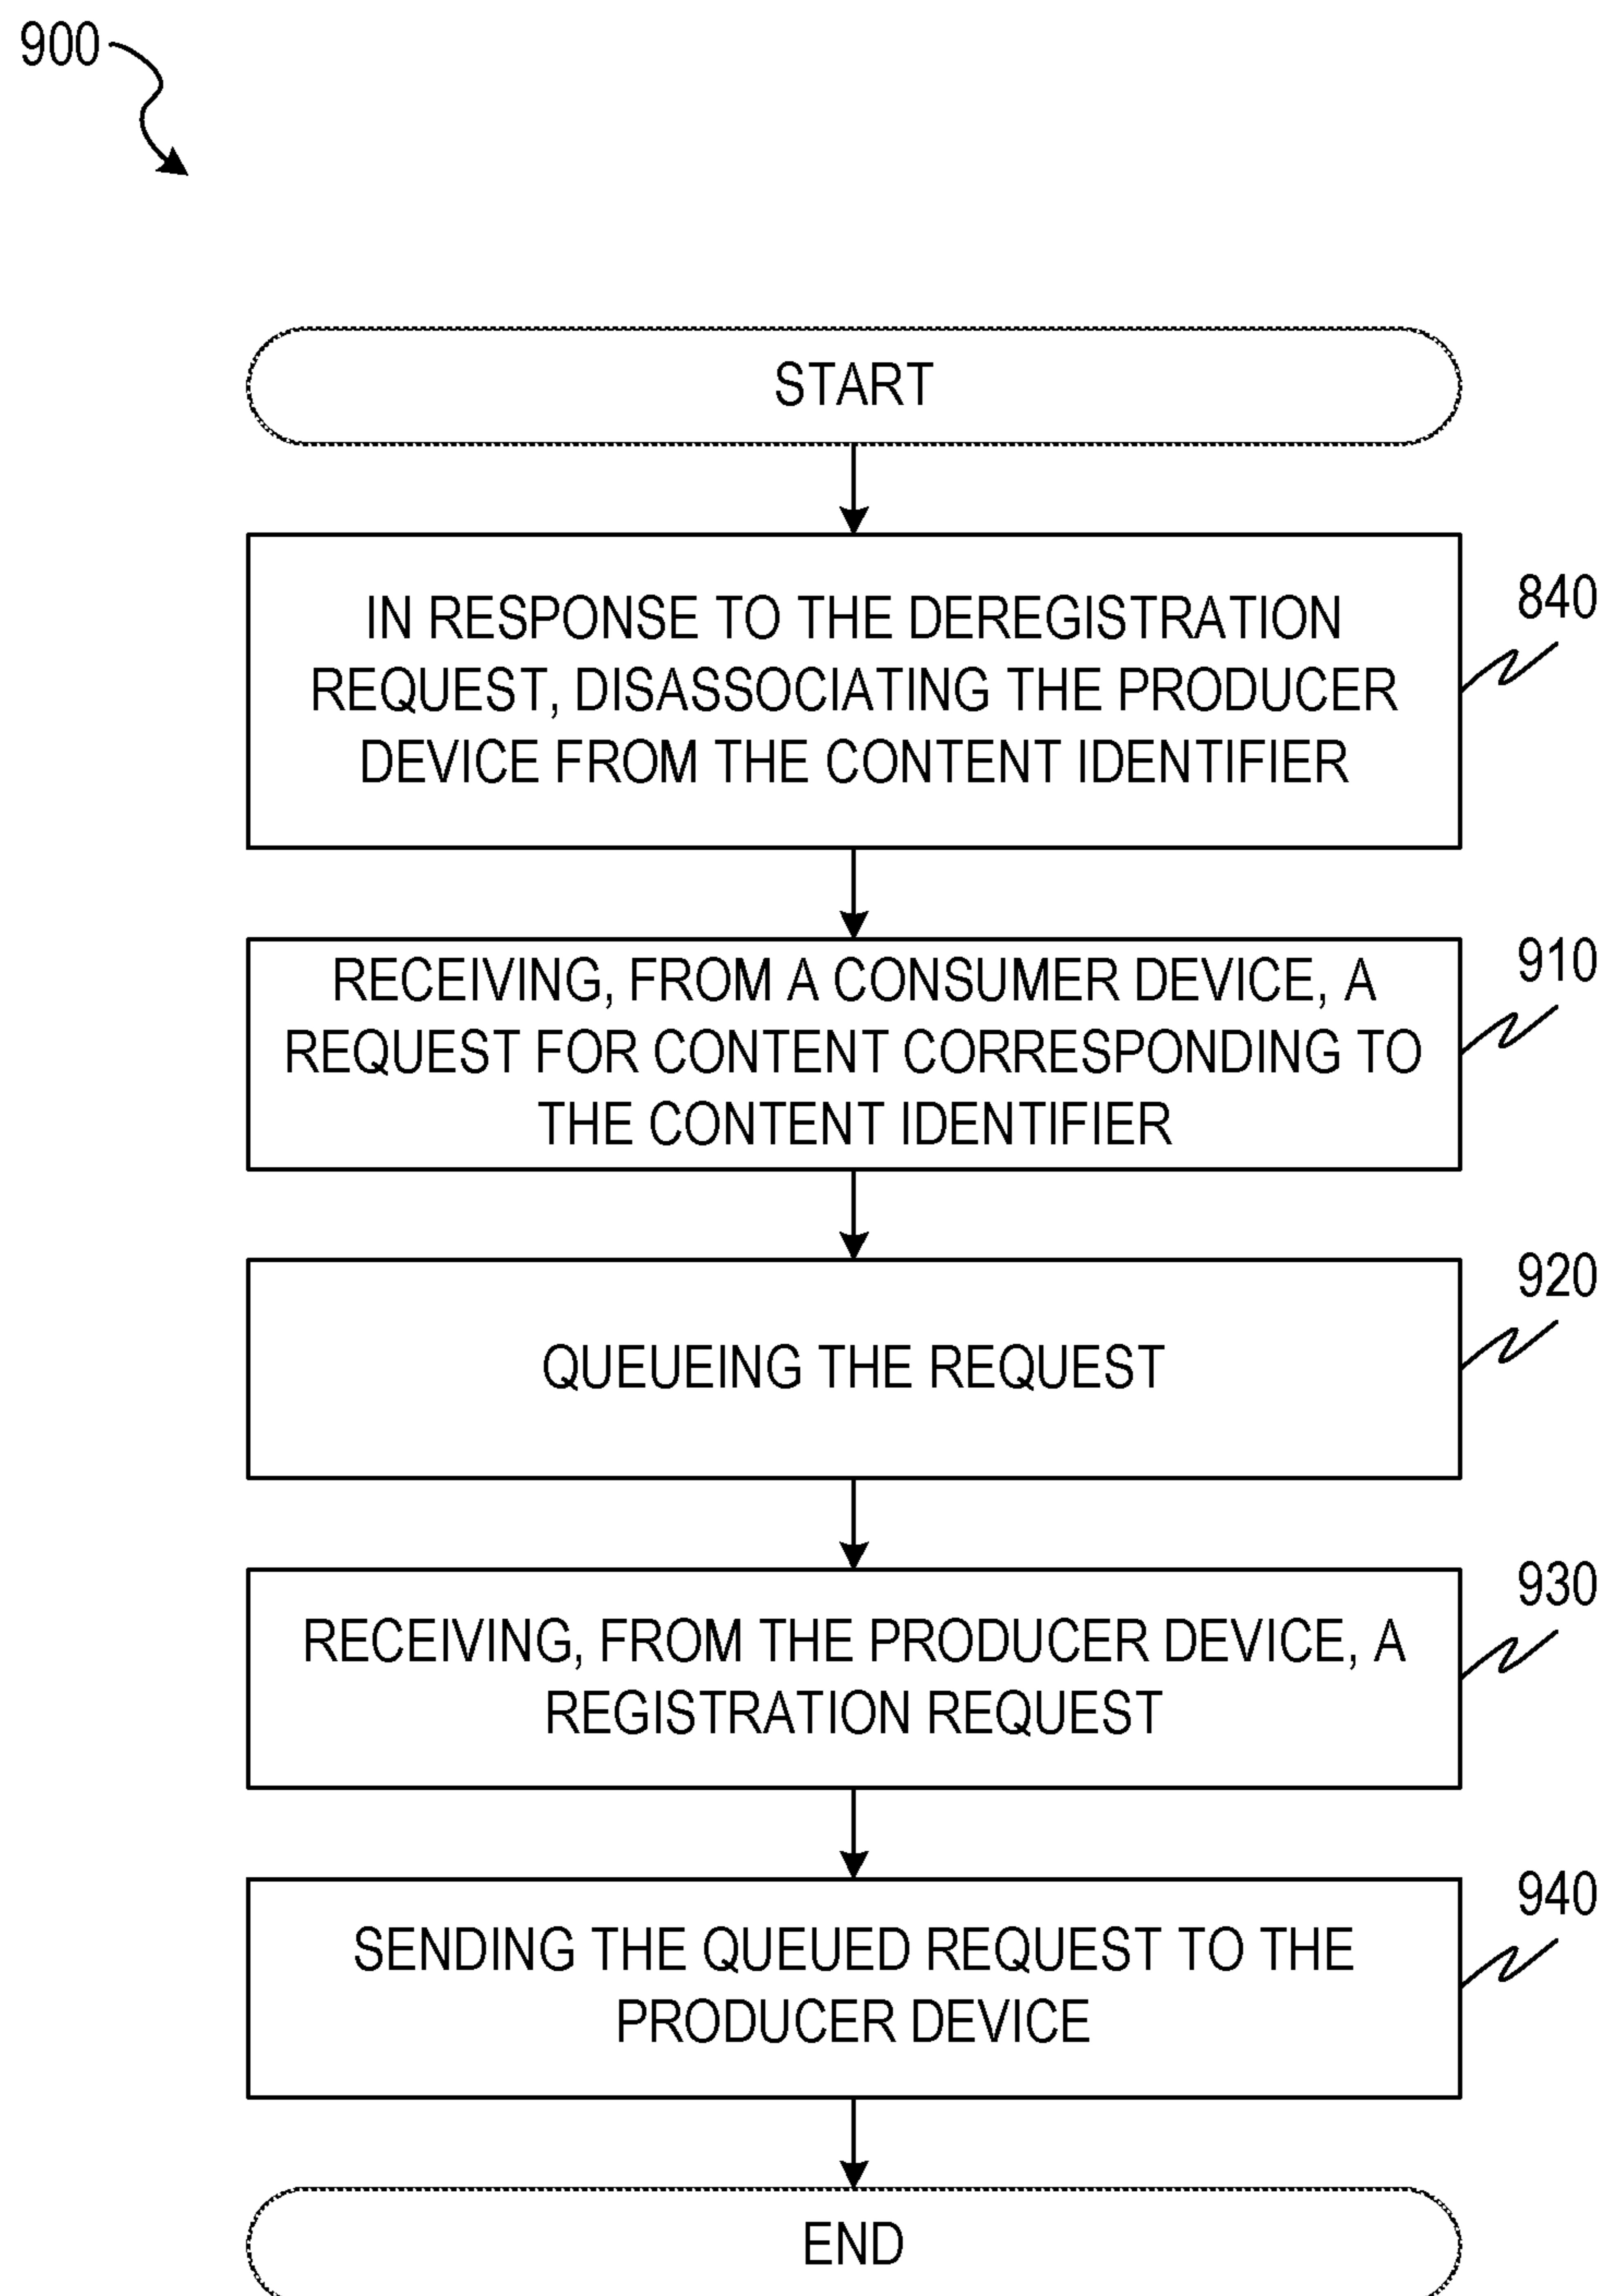 900
START
IN RESPONSE TO THE DEREGISTRATION
REQUEST, DISASSOCIATING THE PRODUCER
DEVICE FROM THE CONTENT IDENTIFIER
840
RECEIVING, FROM A CONSUMER DEVICE, A
REQUEST FOR CONTENT CORRESPONDING TO
THE CONTENT IDENTIFIER
910
QUEUEING THE REQUEST
920
RECEIVING, FROM THE PRODUCER DEVICE, A
REGISTRATION REQUEST
930
SENDING THE QUEUED REQUEST TO THE
PRODUCER DEVICE
940
END